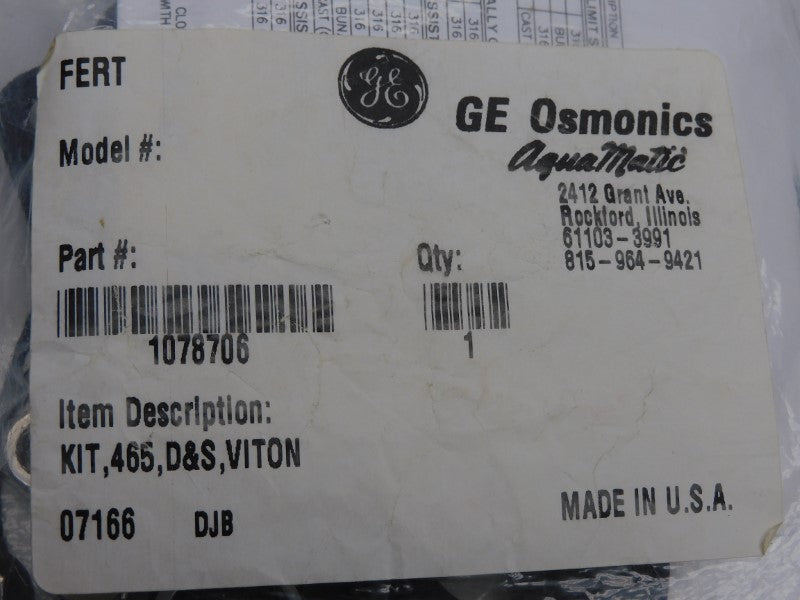 FERT
GE
GE Osmonics
AquaMatic
Model #:
2412 Grant Ave.
Rockford, Illinois
61103-3991
815-964-9421
Part #:
Qty:
1078706
1
Item Description:
KIT,465,D&S,VITON
07166 DJB
MADE IN U.S.A.